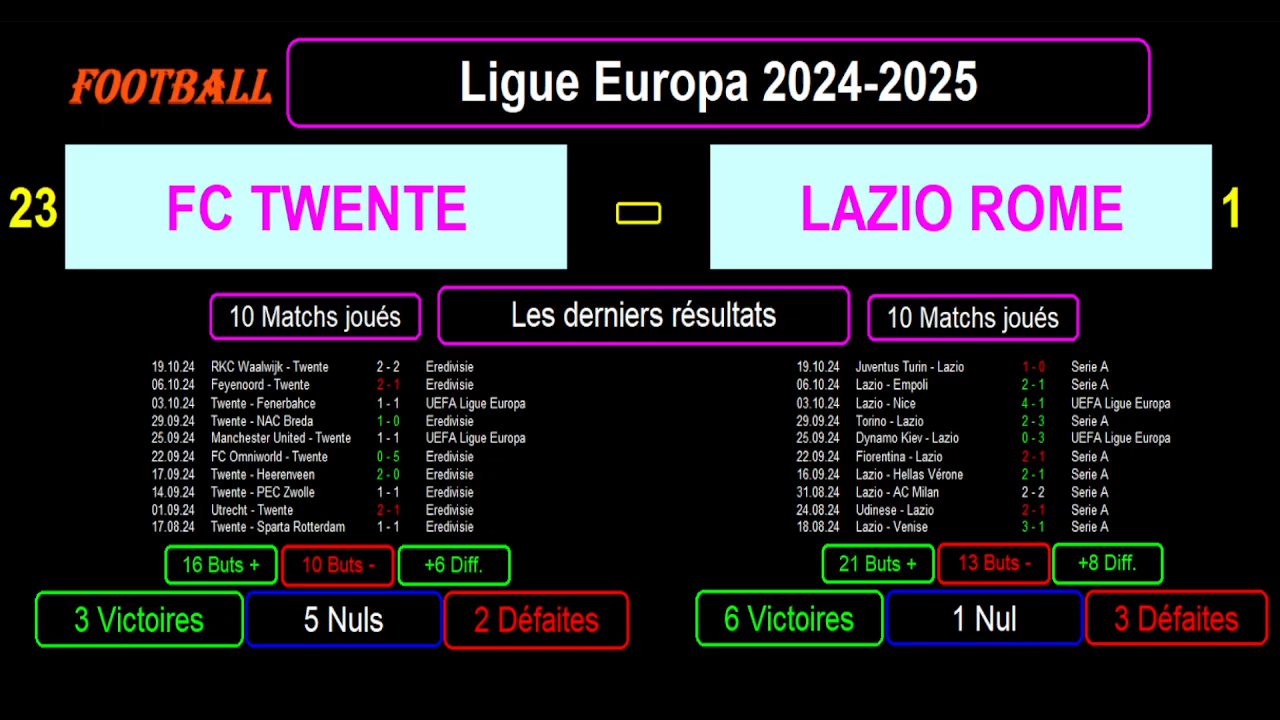 FOOTBALL
Ligue Europa 2024-2025
23 FC TWENTE - LAZIO ROME 1
10 Matchs joués
Les derniers résultats
10 Matchs joués
19.10.24 RKC Waalwijk - Twente 2 - 2 Eredivisie
06.10.24 Feyenoord - Twente 2 - 1 Eredivisie
03.10.24 Twente - Fenerbahce 1 - 1 UEFA Ligue Europa
29.09.24 Twente - NAC Breda 1 - 0 Eredivisie
25.09.24 Manchester United - Twente 1 - 1 UEFA Ligue Europa
22.09.24 FC Omniworld - Twente 0 - 5 Eredivisie
17.09.24 Twente - Heerenveen 2 - 0 Eredivisie
14.09.24 Twente - PEC Zwolle 1 - 1 Eredivisie
01.09.24 Utrecht - Twente 2 - 1 Eredivisie
17.08.24 Twente - Sparta Rotterdam 1 - 1 Eredivisie
19.10.24 Juventus Turin - Lazio 1 - 0 Serie A
06.10.24 Lazio - Empoli 2 - 1 Serie A
03.10.24 Lazio - Nice 4 - 1 UEFA Ligue Europa
29.09.24 Torino - Lazio 2 - 3 Serie A
25.09.24 Dynamo Kiev - Lazio 0 - 3 UEFA Ligue Europa
22.09.24 Fiorentina - Lazio 2 - 1 Serie A
16.09.24 Lazio - Hellas Vérone 2 - 1 Serie A
31.08.24 Lazio - AC Milan 2 - 2 Serie A
24.08.24 Udinese - Lazio 2 - 1 Serie A
18.08.24 Lazio - Venise 3 - 1 Serie A
16 Buts + 10 Buts - +6 Diff.
21 Buts + 13 Buts - +8 Diff.
3 Victoires 5 Nuls 2 Défaites
6 Victoires 1 Nul 3 Défaites